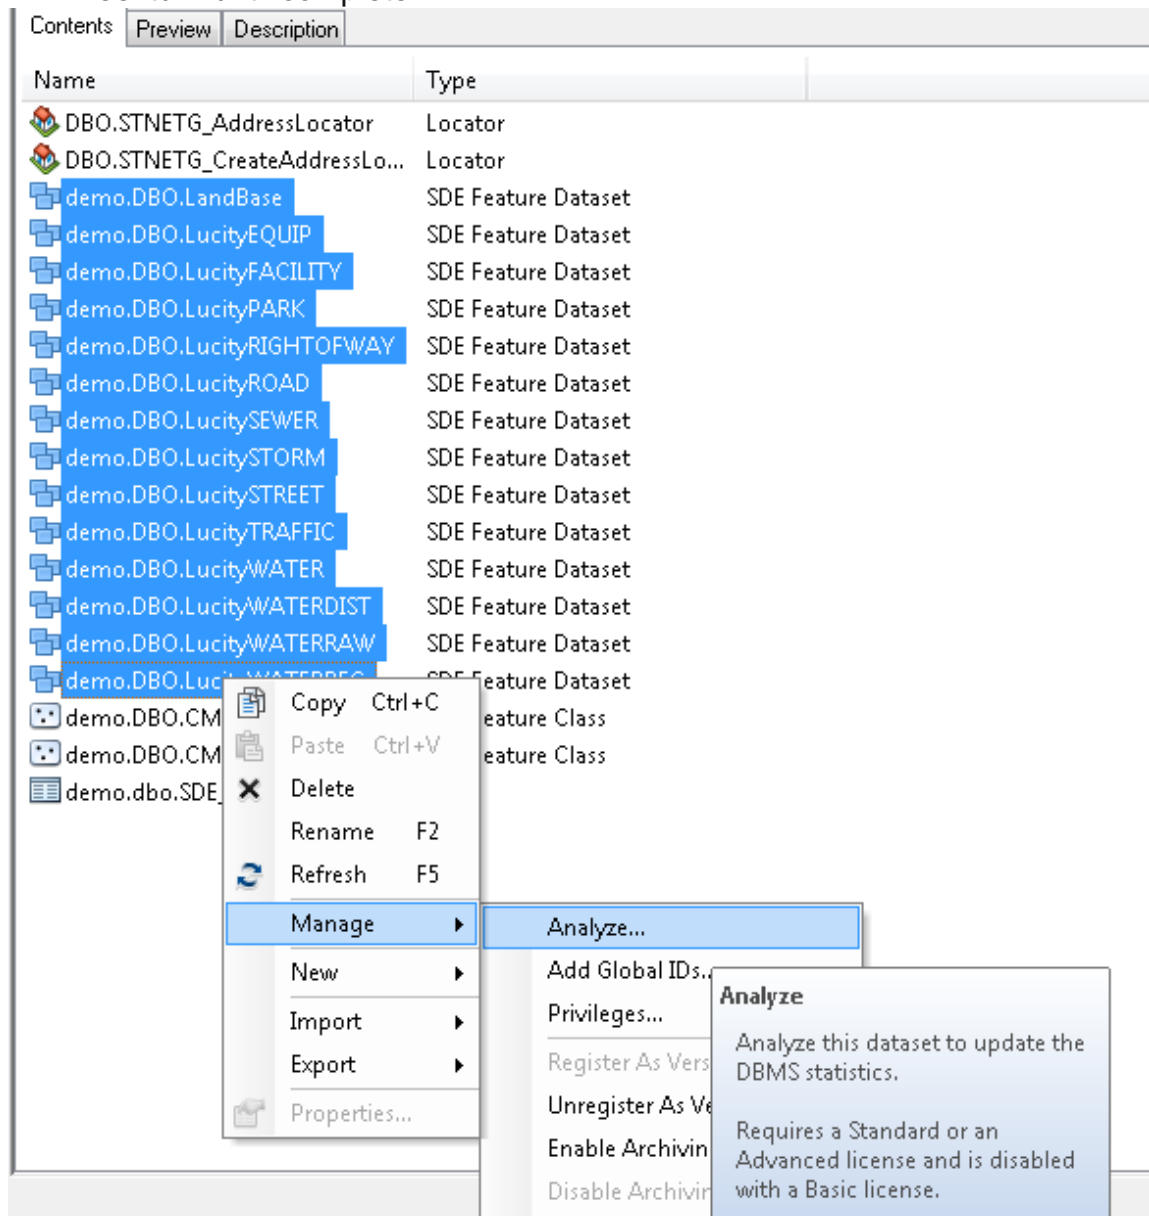 Contents Preview Description
Name Type
DBO.STNETG_AddressLocator Locator
DBO.STNETG_CreateAddressLo... Locator
demo.DBO.LandBase SDE Feature Dataset
demo.DBO.LucityEQUIP SDE Feature Dataset
demo.DBO.LucityFACILITY SDE Feature Dataset
demo.DBO.LucityPARK SDE Feature Dataset
demo.DBO.LucityRIGHTOFWAY SDE Feature Dataset
demo.DBO.LucityROAD SDE Feature Dataset
demo.DBO.LucitySEWER SDE Feature Dataset
demo.DBO.LucitySTORM SDE Feature Dataset
demo.DBO.LucitySTREET SDE Feature Dataset
demo.DBO.LucityTRAFFIC SDE Feature Dataset
demo.DBO.LucityWATER SDE Feature Dataset
demo.DBO.LucityWATERDIST SDE Feature Dataset
demo.DBO.LucityWATERRAW SDE Feature Dataset
demo.DBO.Luc Feature Dataset
demo.DBO.CM eature Class
demo.DBO.CM eature Class
demo.dbo.SDE_
Copy Ctrl+C
Paste Ctrl+V
Delete
Rename F2
Refresh F5
Manage
New
Import
Export
Properties...
Analyze...
Add Global IDs..
Privileges...
Register As Vers
Unregister As Ve
Enable Archivin
Disable Archivin
Analyze
Analyze this dataset to update the
DBMS statistics.
Requires a Standard or an
Advanced license and is disabled
with a Basic license.